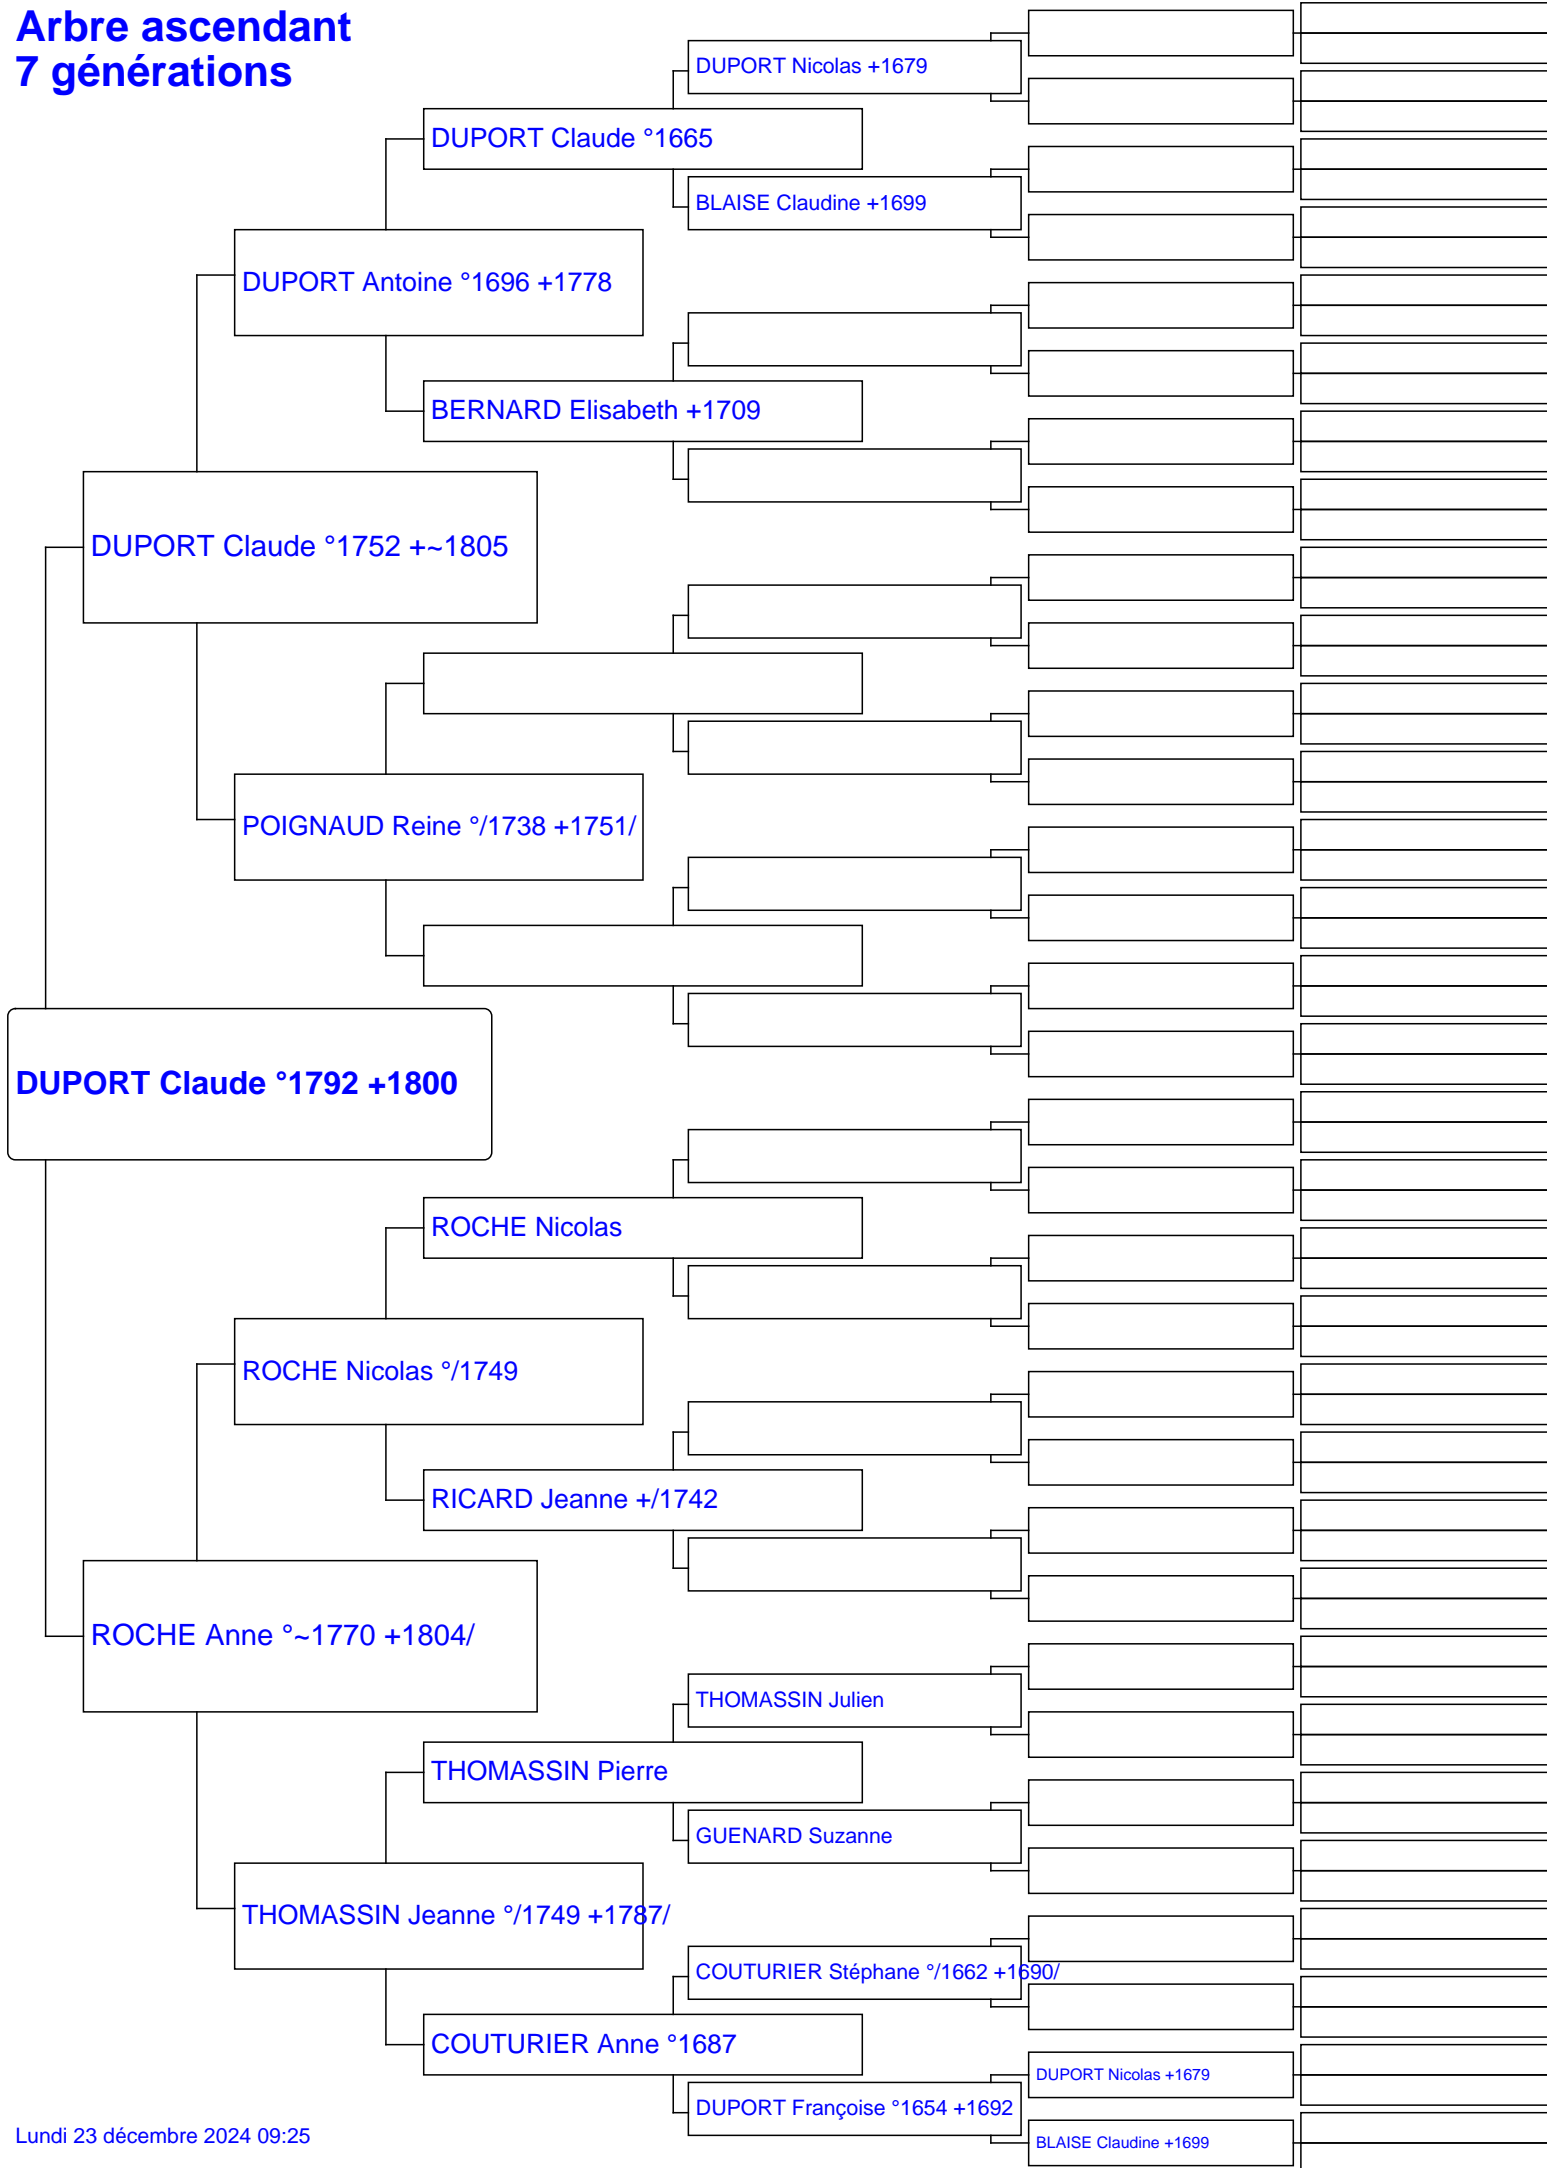 Arbre ascendant
7 générations
DUPORT Nicolas +1679
DUPORT Claude °1665
BLAISE Claudine +1699
DUPORT Antoine °1696 +1778
BERNARD Elisabeth +1709
DUPORT Claude °1752 +~1805
POIGNAUD Reine °/1738 +1751/
DUPORT Claude °1792 +1800
ROCHE Nicolas
ROCHE Nicolas °/1749
RICARD Jeanne +/1742
ROCHE Anne °~1770 +1804/
THOMASSIN Julien
THOMASSIN Pierre
GUENARD Suzanne
THOMASSIN Jeanne °/1749 +1787/
COUTURIER Stéphane °/1662 +1690/
COUTURIER Anne °1687
DUPORT Nicolas +1679
DUPORT Françoise °1654 +1692
BLAISE Claudine +1699
Lundi 23 décembre 2024 09:25